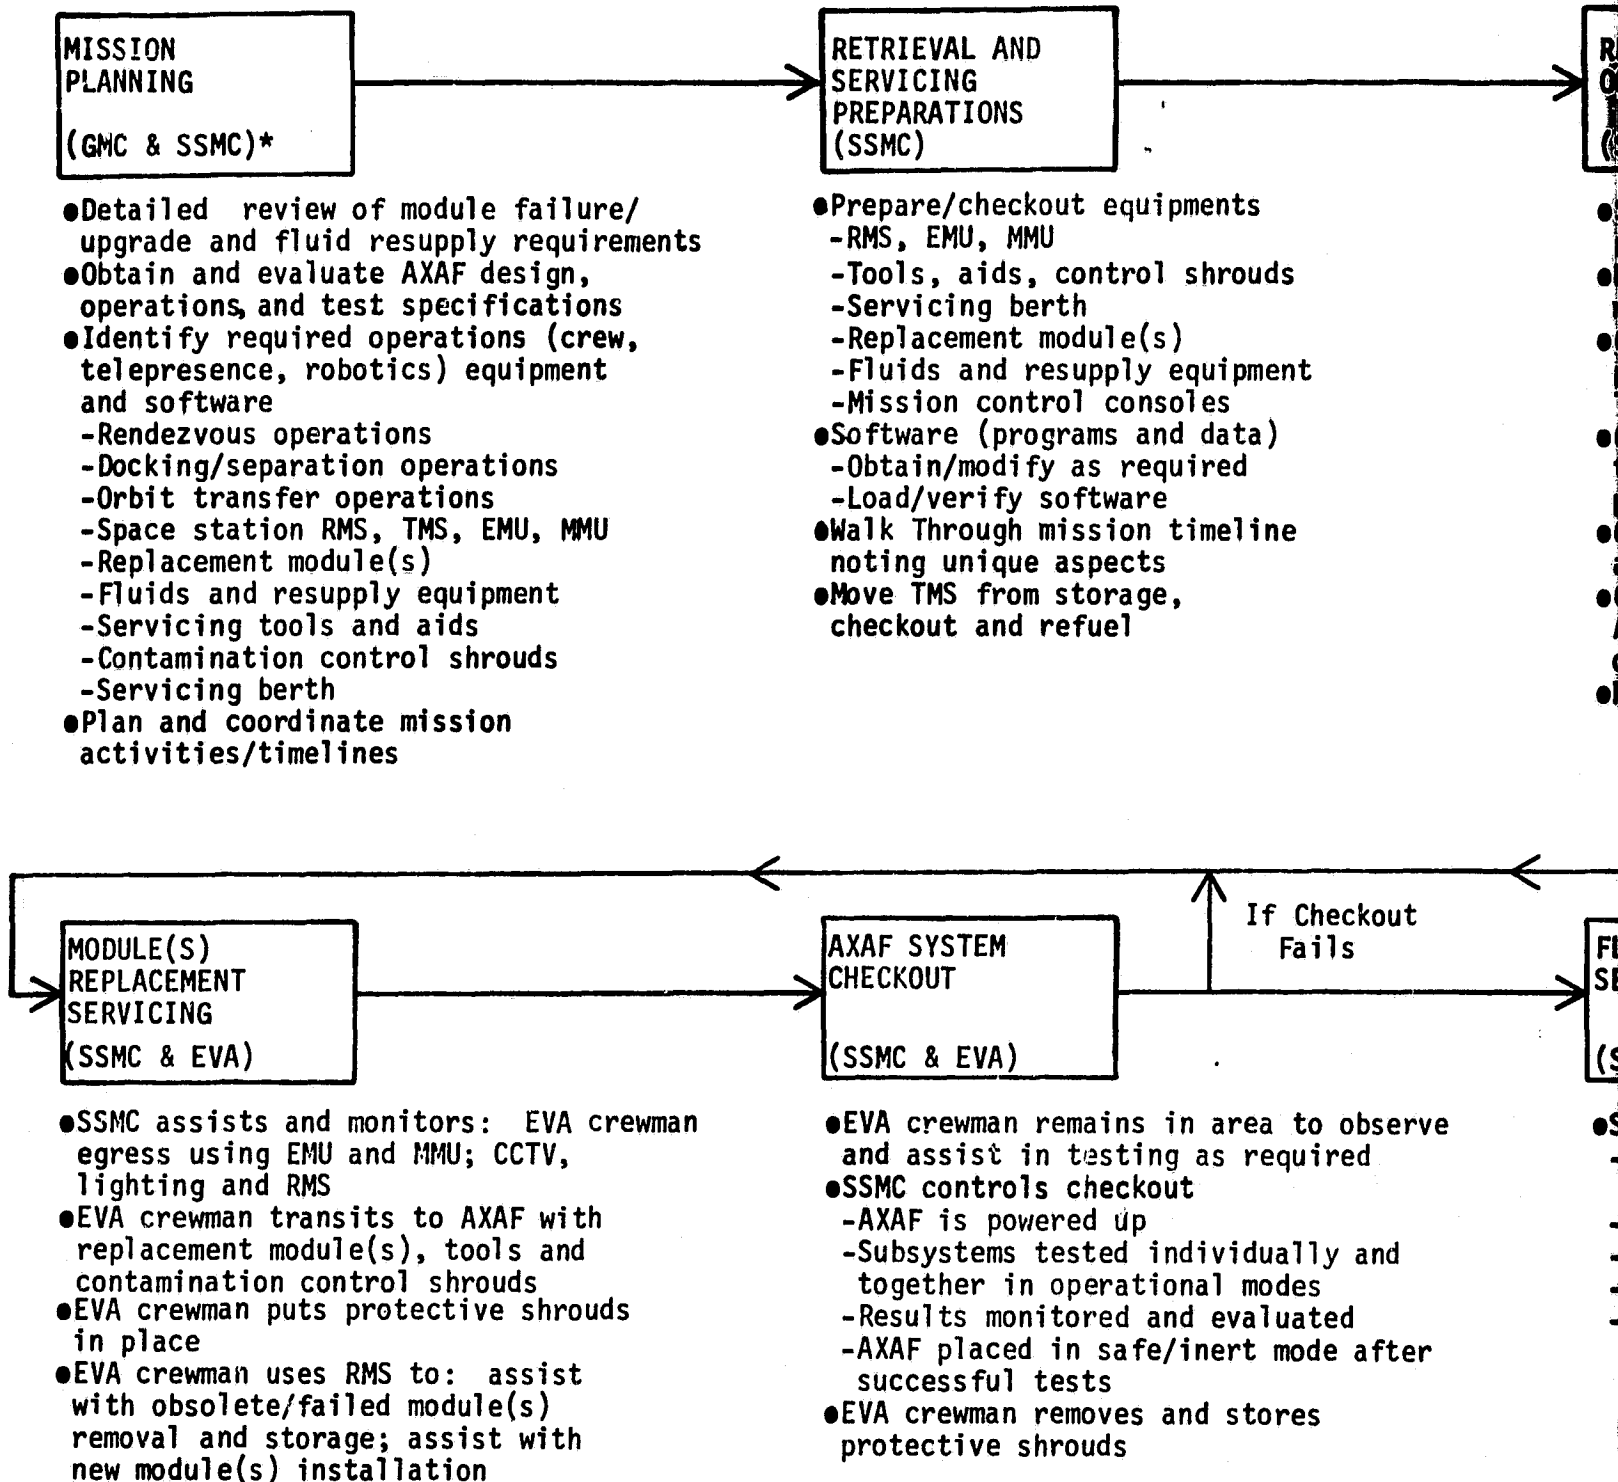 MISSION
PLANNING
(GMC & SSMC)*
●Detailed review of module failure/
upgrade and fluid resupply requirements
●Obtain and evaluate AXAF design,
operations, and test specifications
●Identify required operations (crew,
telepresence, robotics) equipment
and software
-Rendezvous operations
-Docking/separation operations
-Orbit transfer operations
-Space station RMS, TMS, EMU, MMU
-Replacement module(s)
-Fluids and resupply equipment
-Servicing tools and aids
-Contamination control shrouds
-Servicing berth
●Plan and coordinate mission
activities/timelines
RETRIEVAL AND
SERVICING
PREPARATIONS
(SSMC)
●Prepare/checkout equipments
-RMS, EMU, MMU
-Tools, aids, control shrouds
-Servicing berth
-Replacement module(s)
-Fluids and resupply equipment
-Mission control consoles
●Software (programs and data)
-Obtain/modify as required
-Load/verify software
●Walk Through mission timeline
noting unique aspects
●Move TMS from storage,
checkout and refuel
MODULE(S)
REPLACEMENT
SERVICING
(SSMC & EVA)
●SSMC assists and monitors: EVA crewman
egress using EMU and MMU; CCTV,
lighting and RMS
●EVA crewman transits to AXAF with
replacement module(s), tools and
contamination control shrouds
●EVA crewman puts protective shrouds
in place
●EVA crewman uses RMS to: assist
with obsolete/failed module(s)
removal and storage; assist with
new module(s) installation
AXAF SYSTEM
CHECKOUT
(SSMC & EVA)
●EVA crewman remains in area to observe
and assist in testing as required
●SSMC controls checkout
-AXAF is powered up
-Subsystems tested individually and
together in operational modes
-Results monitored and evaluated
-AXAF placed in safe/inert mode after
successful tests
●EVA crewman removes and stores
protective shrouds
If Checkout
Fails